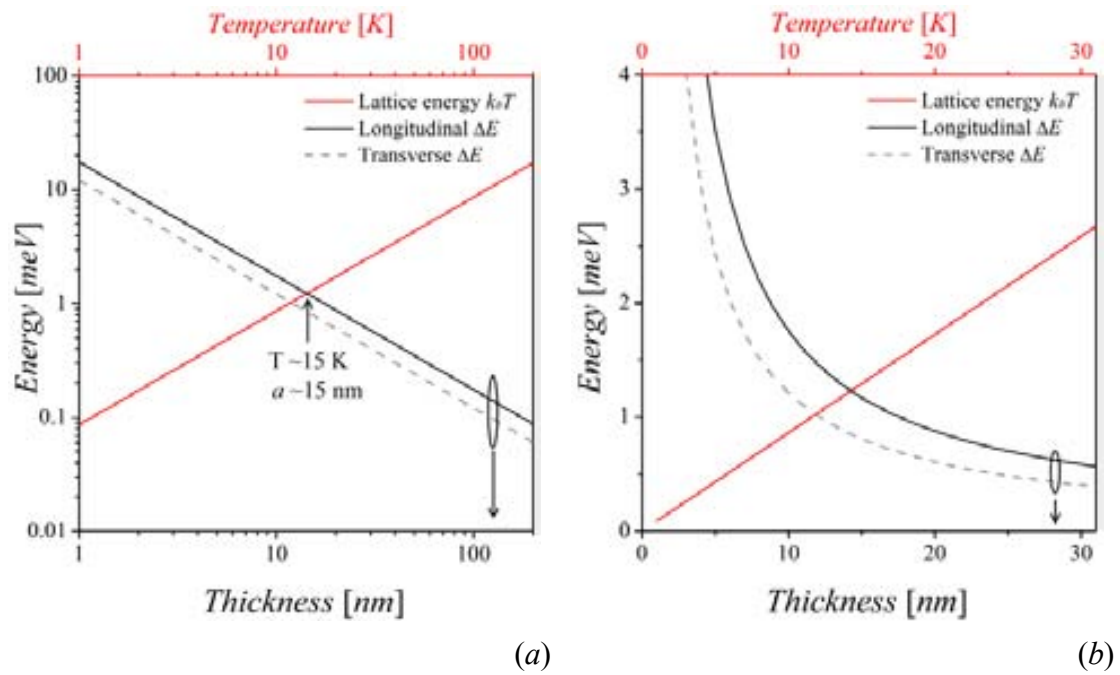 Temperature [K]
1 10 100
100
10
1
0.1
0.01
Energy [meV]
Lattice energy kbT
Longitudinal ΔE
Transverse ΔE
T ~15 K
a ~15 nm
1 10 100
Thickness [nm]
(a)
Temperature [K]
0 10 20 30
4
3
2
1
0
Energy [meV]
Lattice energy kbT
Longitudinal ΔE
Transverse ΔE
0 10 20 30
Thickness [nm]
(b)